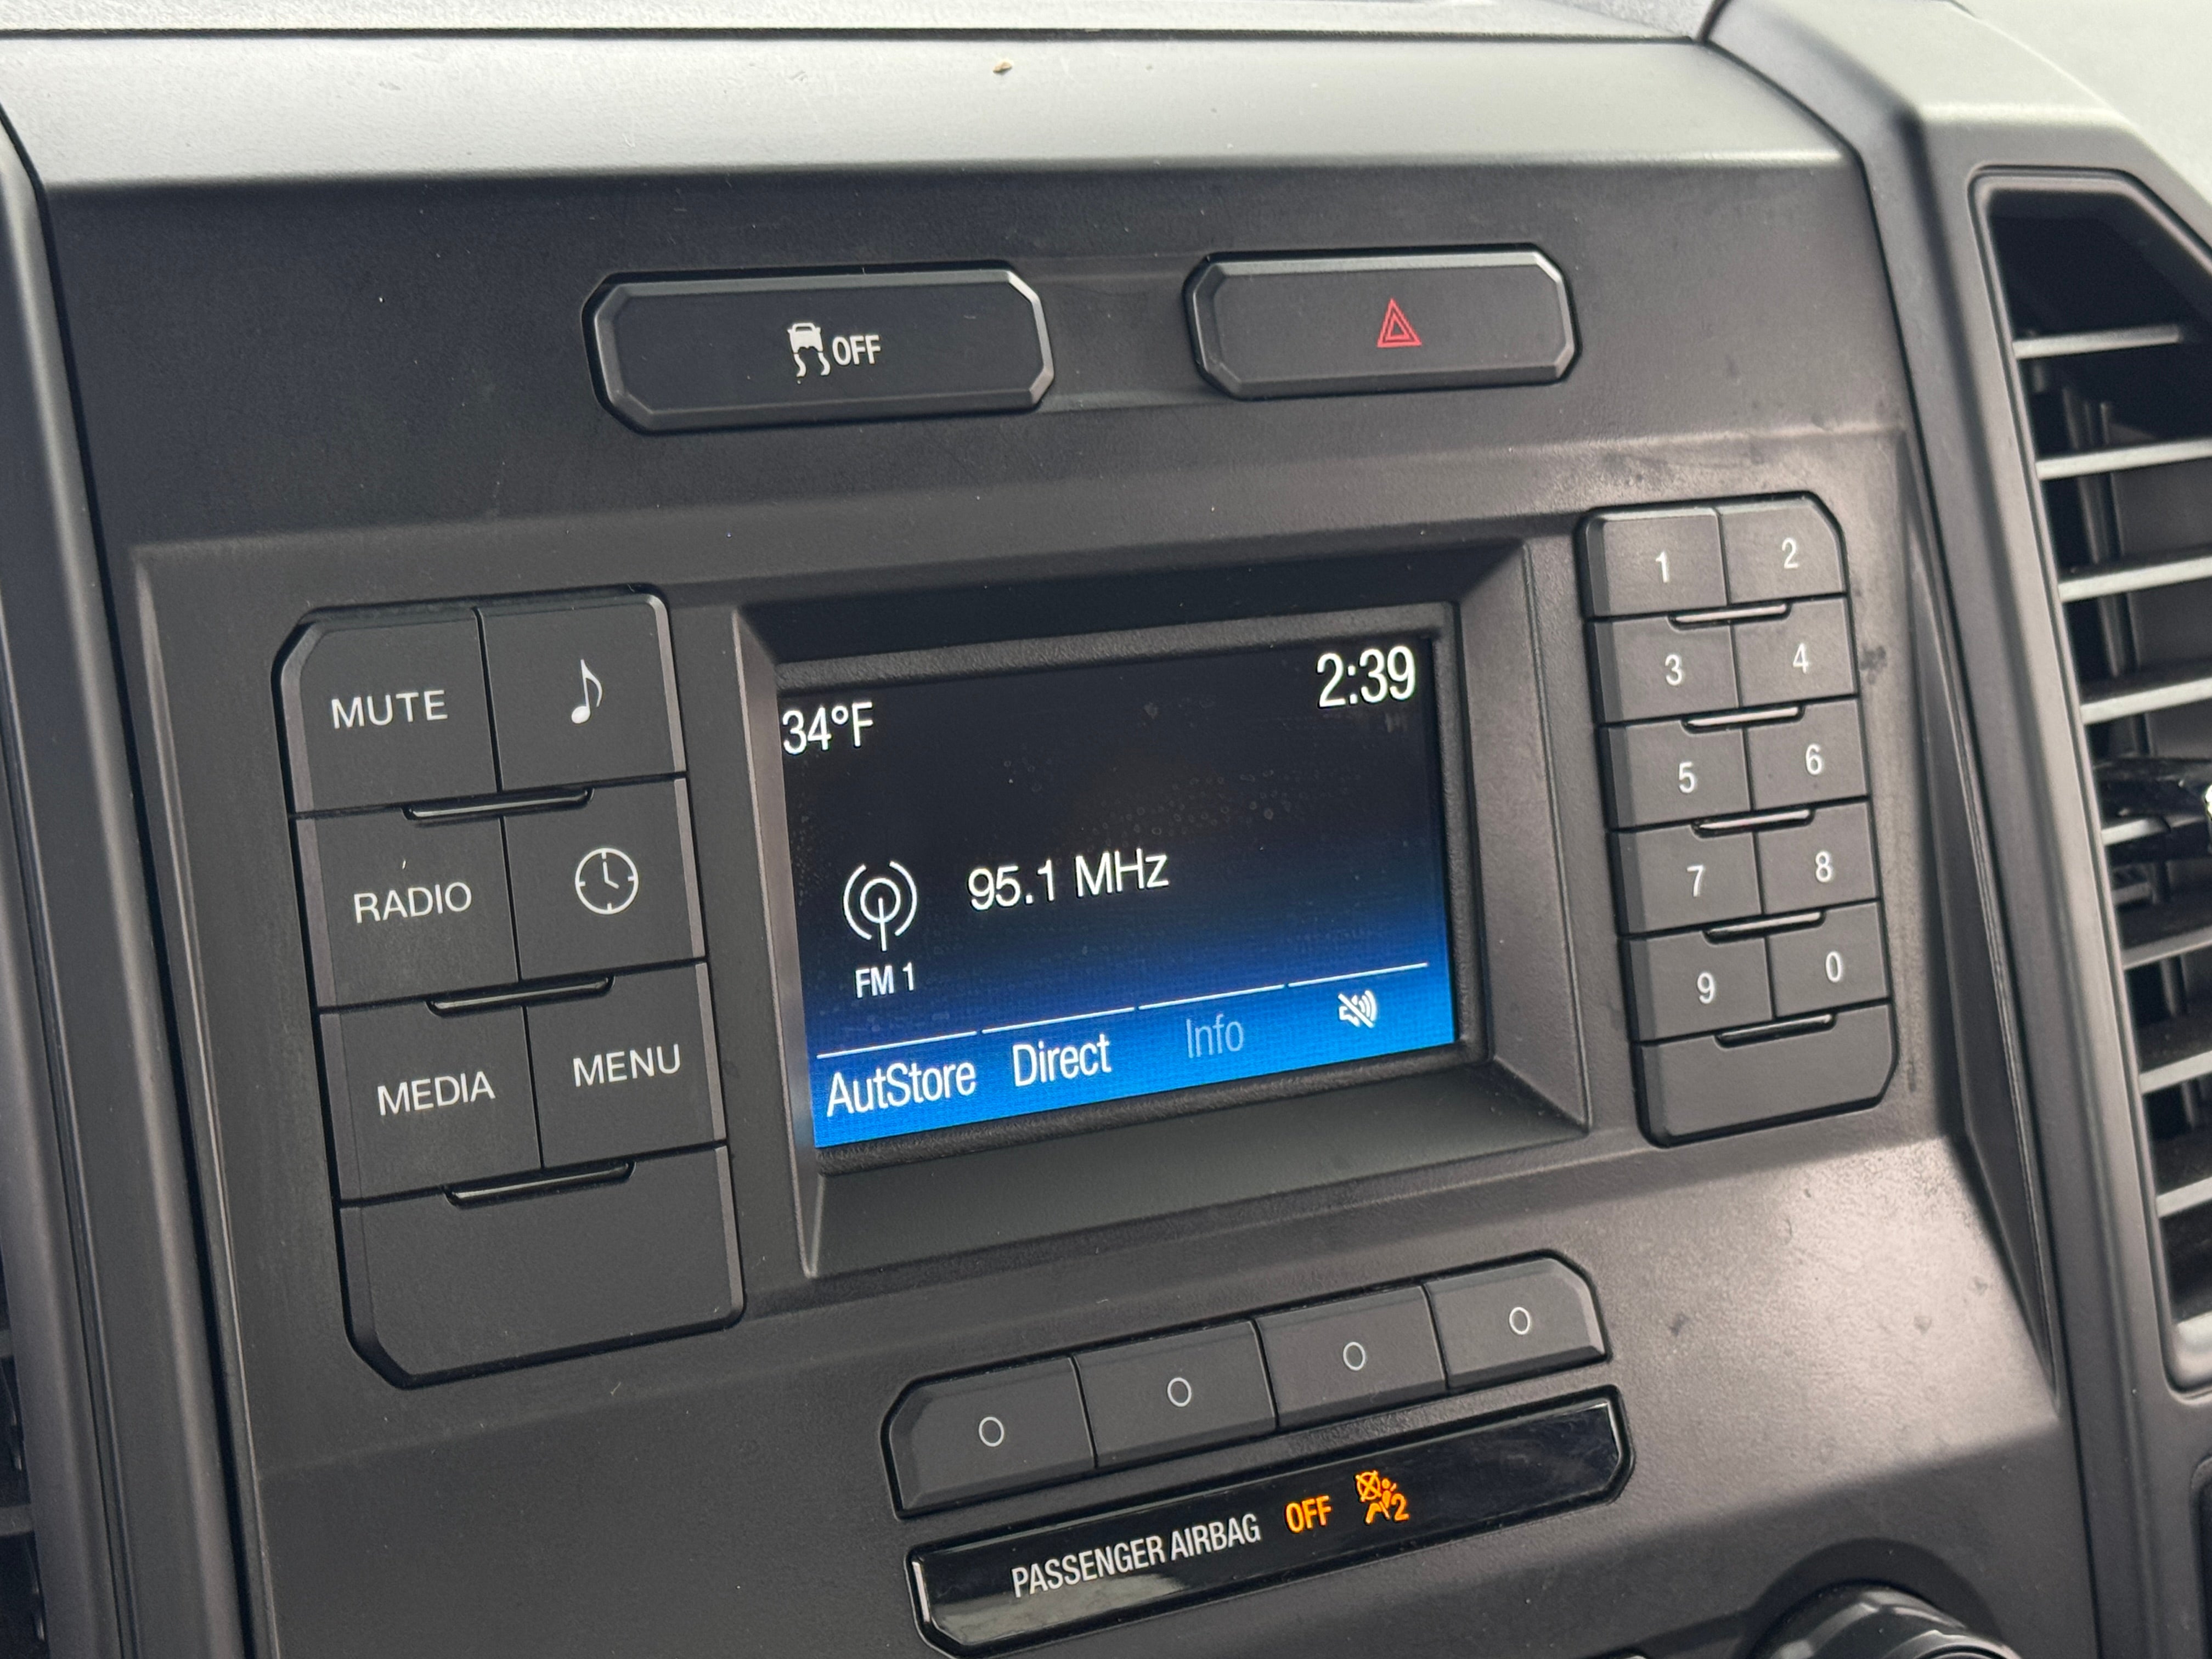 OFF
1 2
MUTE
34°F 2:39
3 4
5 6
RADIO
95.1 MHz
7 8
FM 1
9 0
MEDIA MENU
AutStore Direct Info
PASSENGER AIRBAG OFF 2